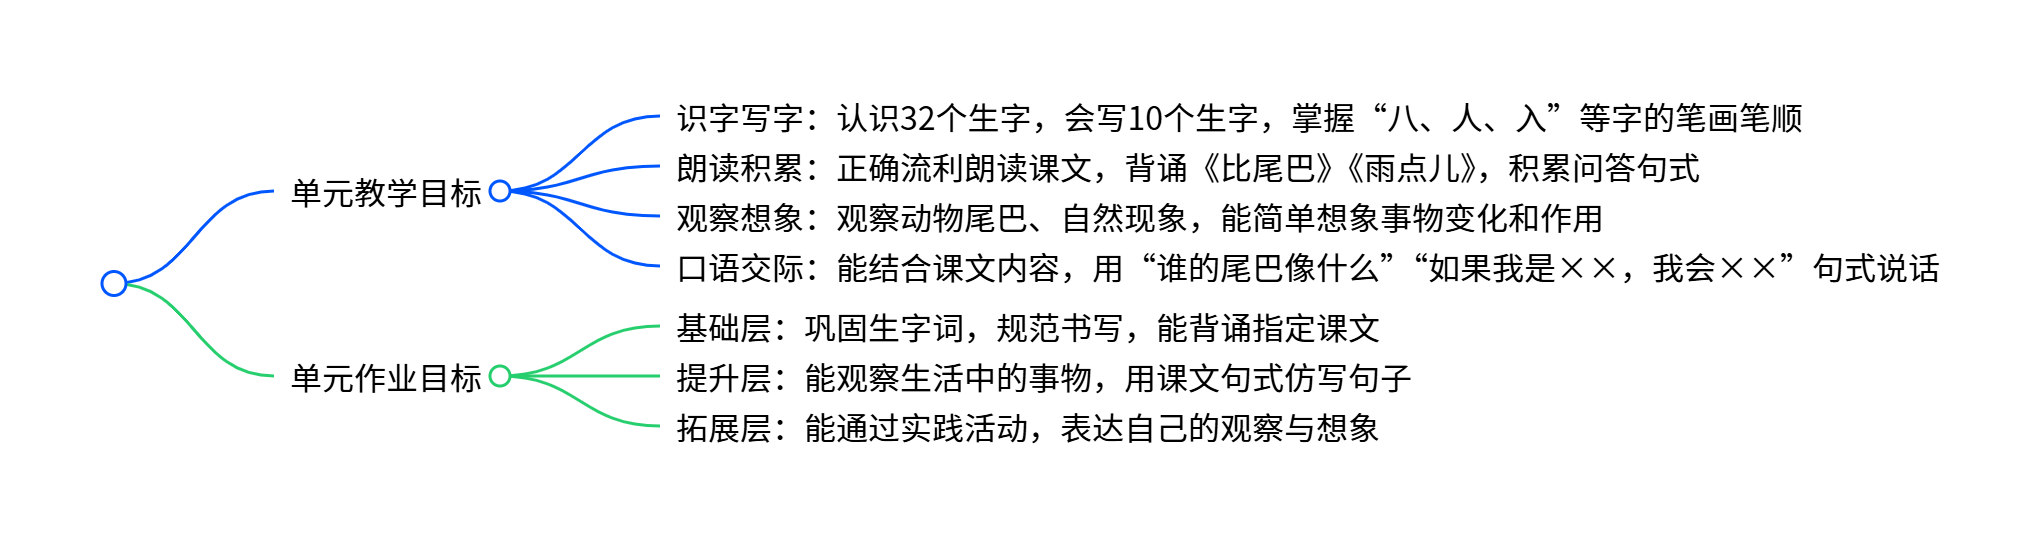 单元教学目标
识字写字：认识32个生字，会写10个生字，掌握“八、人、入”等字的笔画笔顺
朗读积累：正确流利朗读课文，背诵《比尾巴》《雨点儿》，积累问答句式
观察想象：观察动物尾巴、自然现象，能简单想象事物变化和作用
口语交际：能结合课文内容，用“谁的尾巴像什么”“如果我是××，我会××”句式说话
单元作业目标
基础层：巩固生字词，规范书写，能背诵指定课文
提升层：能观察生活中的事物，用课文句式仿写句子
拓展层：能通过实践活动，表达自己的观察与想象